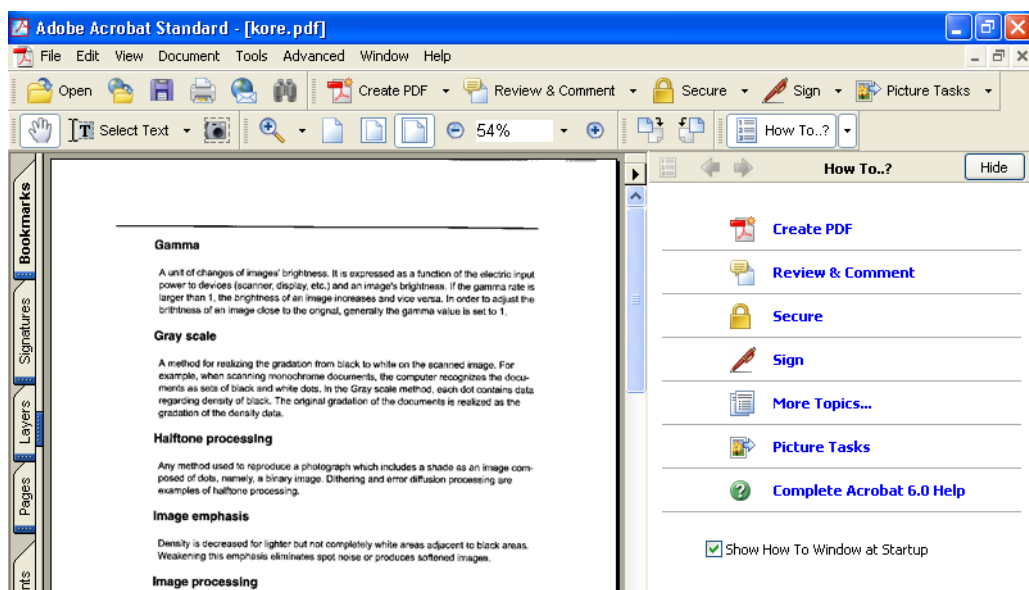 Adobe Acrobat Standard - [kore.pdf]
File Edit View Document Tools Advanced Window Help
Open Create PDF Review & Comment Secure Sign Picture Tasks
Select Text 54% How To..?
Bookmarks
Signatures
Layers
Pages
nts
Gamma
A unit of changes of images' brightness. It is expressed as a function of the electric input
power to devices (scanner, display, etc.) and an image's brightness. If the gamma rate is
larger than 1, the brightness of an image increases and vice versa. In order to adjust the
brithtness of an image close to the orignal, generally the gamma value is set to 1.
Gray scale
A method for realizing the gradation from black to white on the scanned image. For
example, when scanning monochrome documents, the computer recognizes the docu-
ments as sets of black and white dots. In the Gray scale method, each dot contains data
regarding density of black. The original gradation of the documents is realized as the
gradation of the density data.
Halftone processing
Any method used to reproduce a photograph which includes a shade as an image com-
posed of dots, namely, a binary image. Dithering and error diffusion processing are
examples of halftone processing.
Image emphasis
Density is decreased for lighter but not completely white areas adjacent to black areas.
Weakening this emphasis eliminates spot noise or produces softened images.
Image processing
How To..? Hide
Create PDF
Review & Comment
Secure
Sign
More Topics...
Picture Tasks
Complete Acrobat 6.0 Help
Show How To Window at Startup